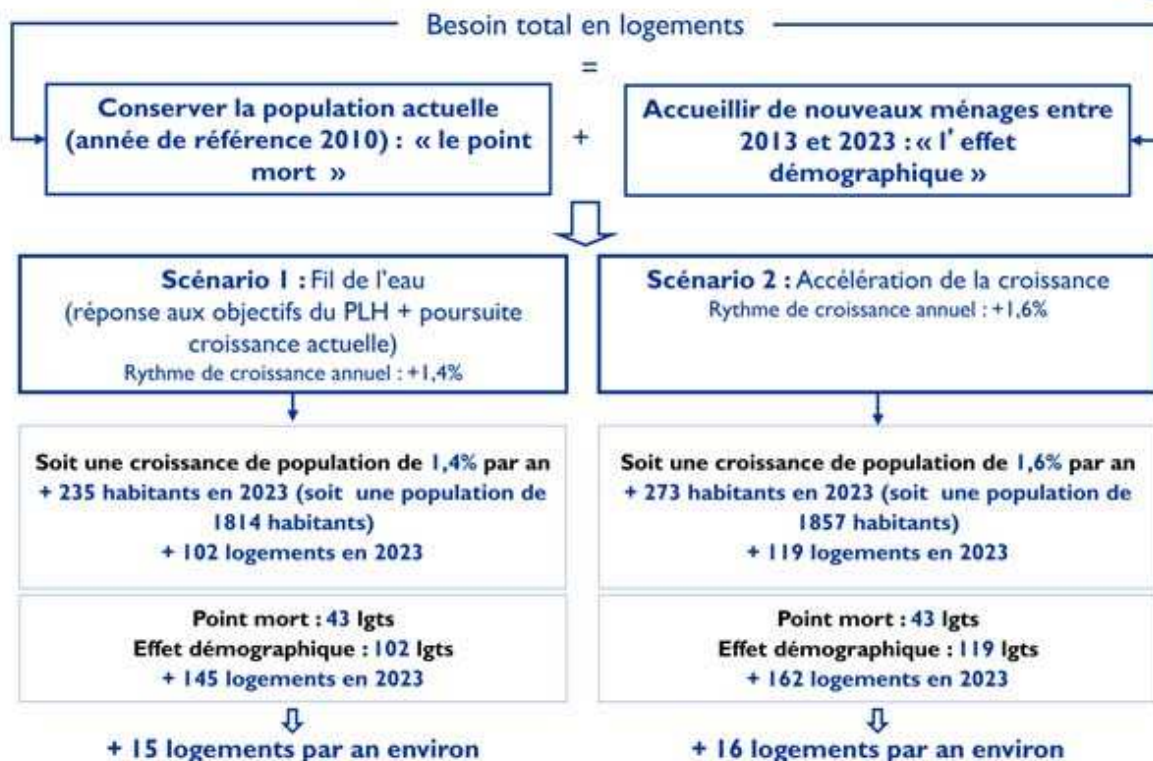 Besoin total en logements
=
Conserver la population actuelle
(année de référence 2010) : « le point
mort »
+
Accueillir de nouveaux ménages entre
2013 et 2023 : « l' effet
démographique »
Scénario 1 : Fil de l'eau
(réponse aux objectifs du PLH + poursuite
croissance actuelle)
Rythme de croissance annuel : +1,4%
Scénario 2 : Accélération de la croissance
Rythme de croissance annuel : +1,6%
Soit une croissance de population de 1,4% par an
+ 235 habitants en 2023 (soit une population de
1814 habitants)
+ 102 logements en 2023
Soit une croissance de population de 1,6% par an
+ 273 habitants en 2023 (soit une population de
1857 habitants)
+ 119 logements en 2023
Point mort : 43 lgts
Effet démographique : 102 lgts
+ 145 logements en 2023
Point mort : 43 lgts
Effet démographique : 119 lgts
+ 162 logements en 2023
+ 15 logements par an environ
+ 16 logements par an environ